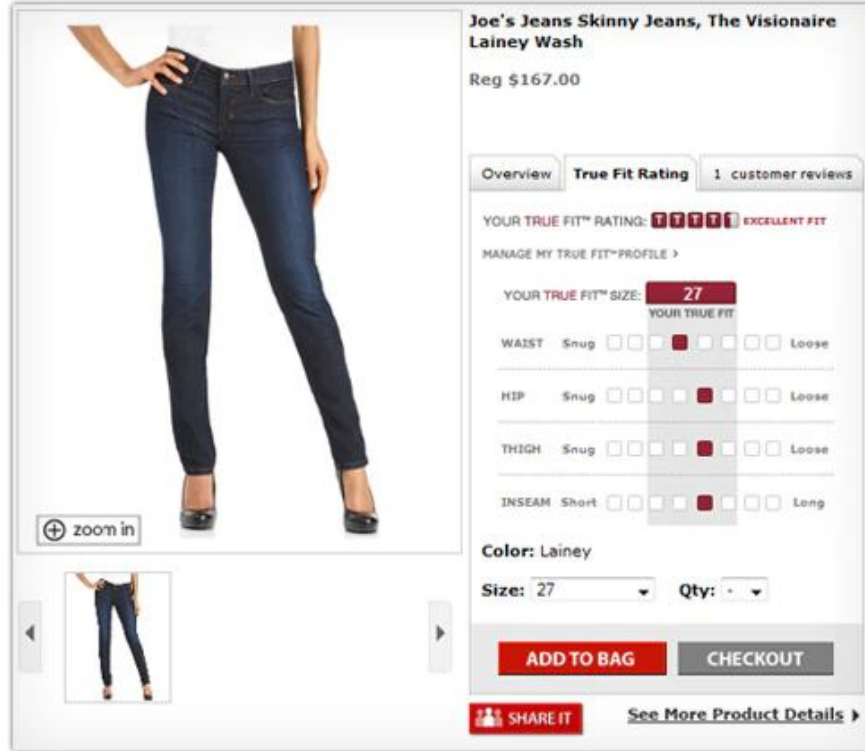 Joe's Jeans Skinny Jeans, The Visionaire
Lainey Wash
Reg $167.00
Overview
True Fit Rating
1 customer reviews
YOUR TRUE FIT™ RATING: T T T T T EXCELLENT FIT
MANAGE MY TRUE FIT™ PROFILE >
YOUR TRUE FIT™ SIZE: 27
YOUR TRUE FIT
WAIST Snug Loose
HIP Snug Loose
THIGH Snug Loose
INSEAM Short Long
Color: Lainey
Size: 27 Qty: -
ADD TO BAG CHECKOUT
SHARE IT See More Product Details
zoom in